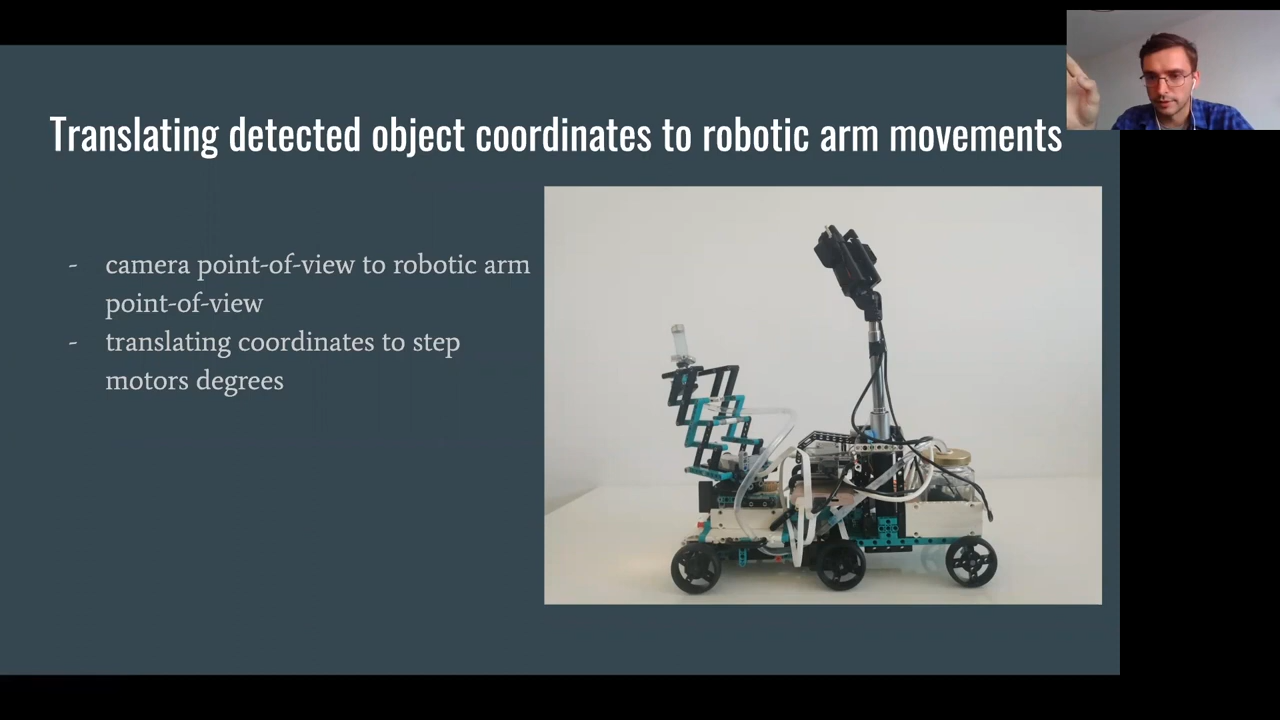 Translating detected object coordinates to robotic arm movements
- camera point-of-view to robotic arm
point-of-view
- translating coordinates to step
motors degrees